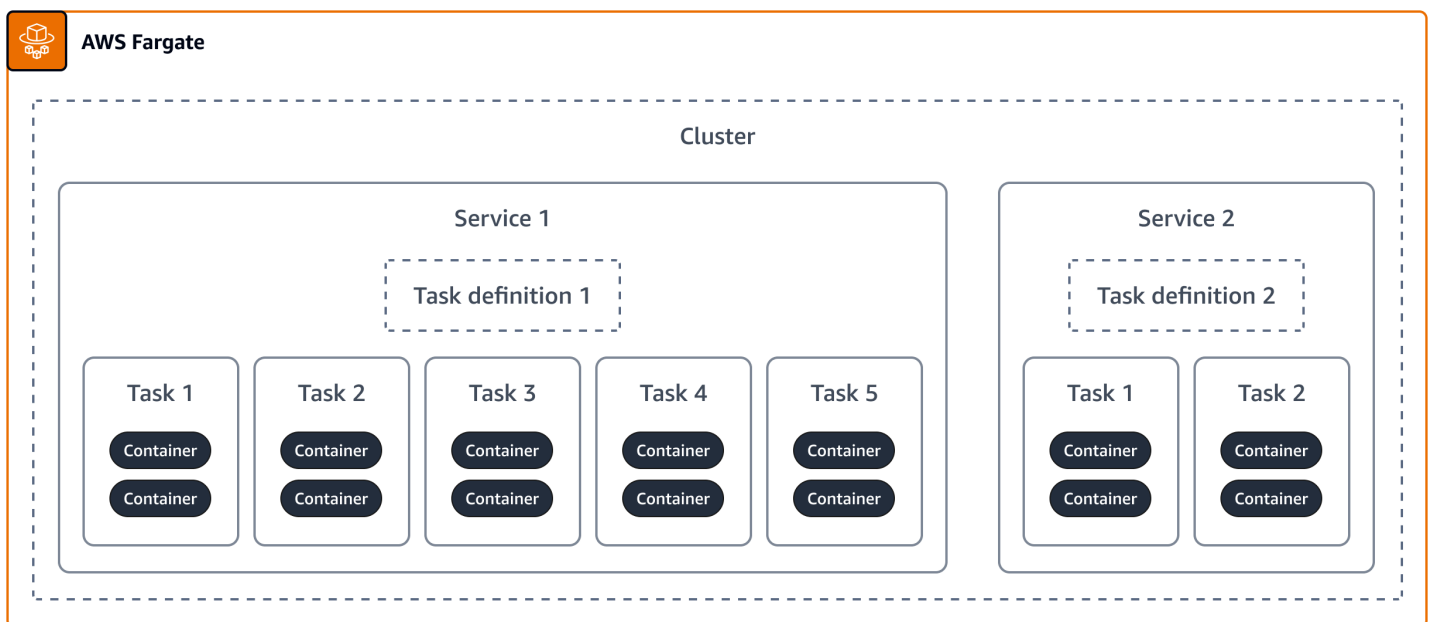 AWS Fargate
Cluster
Service 1
Task definition 1
Task 1
Container
Container
Task 2
Container
Container
Task 3
Container
Container
Task 4
Container
Container
Task 5
Container
Container
Service 2
Task definition 2
Task 1
Container
Container
Task 2
Container
Container